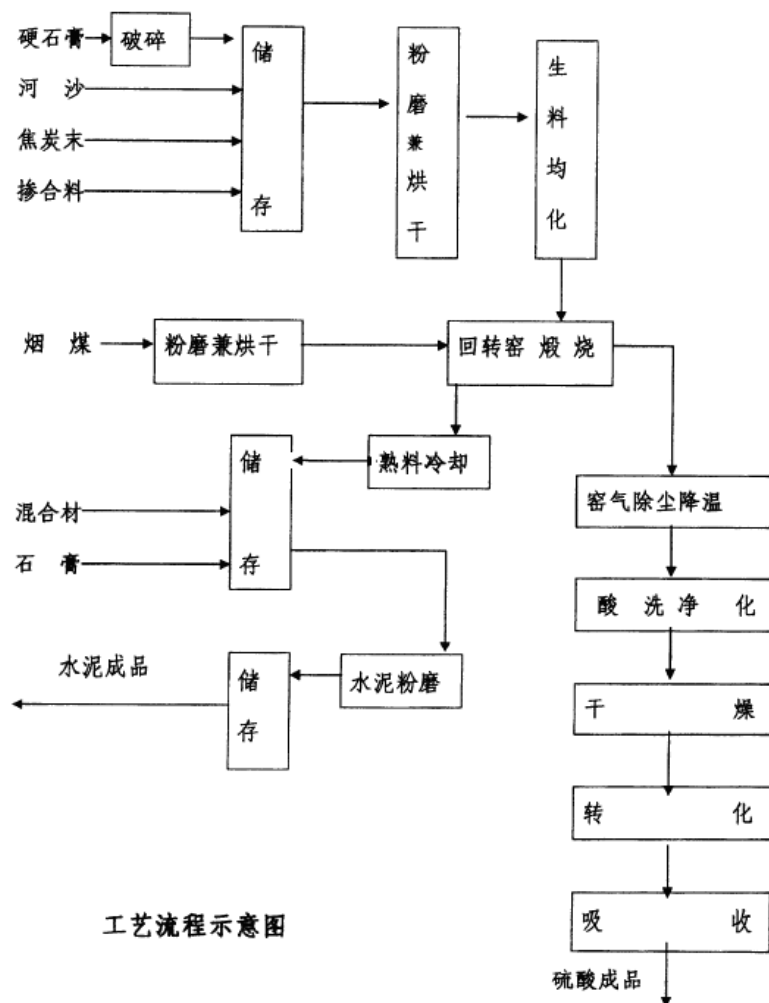 硬石膏
破碎
河 沙
焦炭末
掺合料
储存
粉磨兼烘干
生料均化
烟 煤
粉磨兼烘干
回转窑 煅 烧
熟料冷却
储存
混合材
石 膏
水泥粉磨
储存
水泥成品
窑气除尘降温
酸 洗 净 化
干 燥
转 化
吸 收
硫酸成品
工艺流程示意图